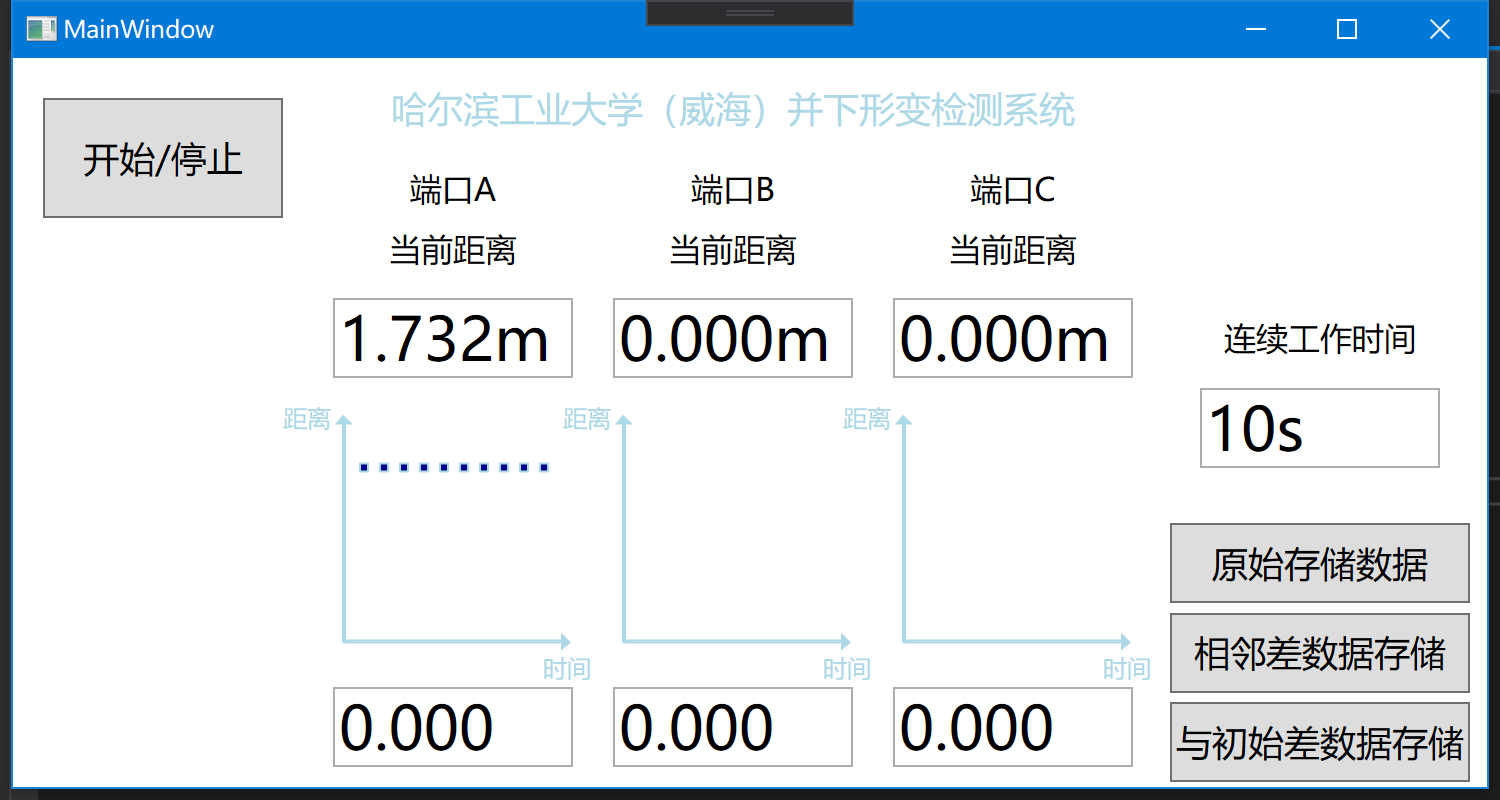 MainWindow
哈尔滨工业大学（威海）并下形变检测系统
开始/停止
端口A
端口B
端口C
当前距离
当前距离
当前距离
1.732m
0.000m
0.000m
连续工作时间
10s
距离
距离
距离
时间
时间
时间
0.000
0.000
0.000
原始存储数据
相邻差数据存储
与初始差数据存储